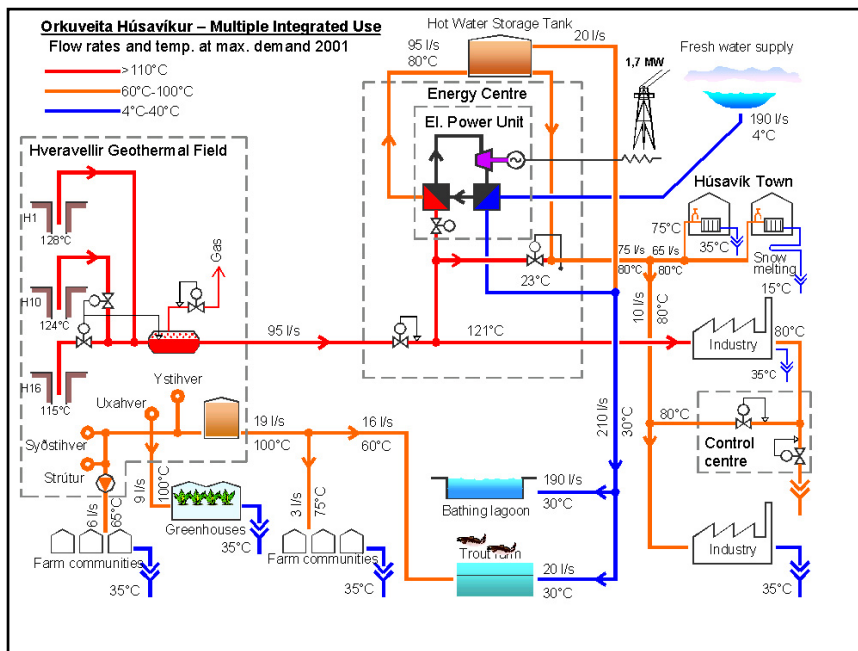 Orkuveita Húsavíkur – Multiple Integrated Use
Flow rates and temp. at max. demand 2001
>110°C
60°C-100°C
4°C-40°C
Hot Water Storage Tank
95 l/s
80°C
20 l/s
Fresh water supply
1,7 MW
190 l/s
4°C
Energy Centre
El. Power Unit
Hveravellir Geothermal Field
H1
128°C
H10
124°C
H16
115°C
Gas
95 l/s
121°C
23°C
Húsavík Town
75°C
35°C
75 l/s
80°C
65 l/s
80°C
Snow
melting
15°C
10 l/s
80°C
Industry
80°C
35°C
80°C
Control
centre
Industry
35°C
210 l/s
30°C
190 l/s
30°C
Bathing lagoon
Trout farm
20 l/s
30°C
Ystihver
Uxahver
Syðstihver
Strútur
19 l/s
100°C
16 l/s
60°C
6 l/s
65°C
9 l/s
100°C
3 l/s
75°C
Greenhouses
35°C
Farm communities
35°C
Farm communities
35°C